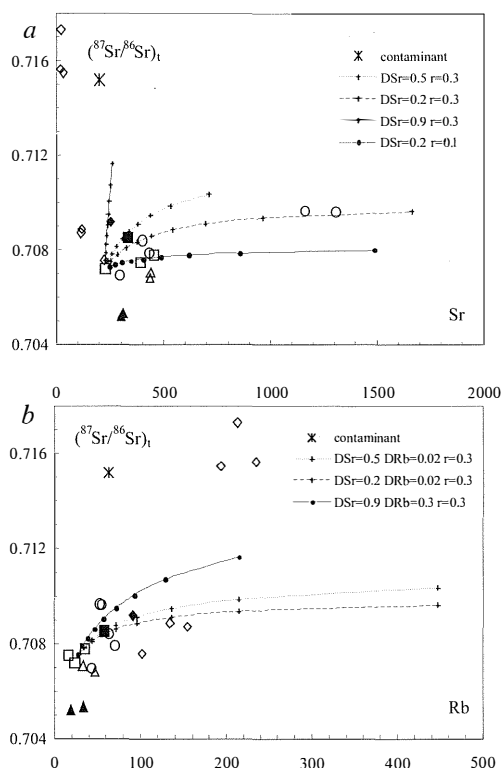 a
(⁸⁷Sr/⁸⁶Sr)t
0.716
0.712
0.708
0.704
contaminant
DSr=0.5 r=0.3
DSr=0.2 r=0.3
DSr=0.9 r=0.3
DSr=0.2 r=0.1
Sr
0 500 1000 1500 2000
b
(⁸⁷Sr/⁸⁶Sr)t
0.716
0.712
0.708
0.704
contaminant
DSr=0.5 DRb=0.02 r=0.3
DSr=0.2 DRb=0.02 r=0.3
DSr=0.9 DRb=0.3 r=0.3
Rb
0 100 200 300 400 500